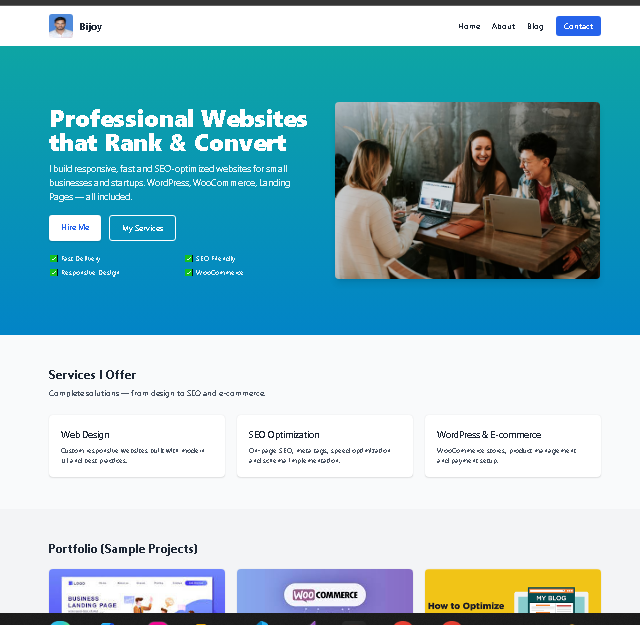 Bijoy
Home About Blog Contact
Professional Websites
that Rank & Convert
I build responsive, fast and SEO-optimized websites for small
businesses and startups. WordPress, WooCommerce, Landing
Pages — all included.
Hire Me My Services
Fast Delivery SEO Friendly
Responsive Design WooCommerce
Services I Offer
Complete solutions — from design to SEO and e-commerce.
Web Design
Custom responsive websites built with modern
UI and best practices.
SEO Optimization
On-page SEO, meta tags, speed optimization
and schema implementation.
WordPress & E-commerce
WooCommerce stores, product management
and payment setup.
Portfolio (Sample Projects)
LOGO
BUSINESS
LANDING PAGE
WOO COMMERCE
How to Optimize
MY BLOG